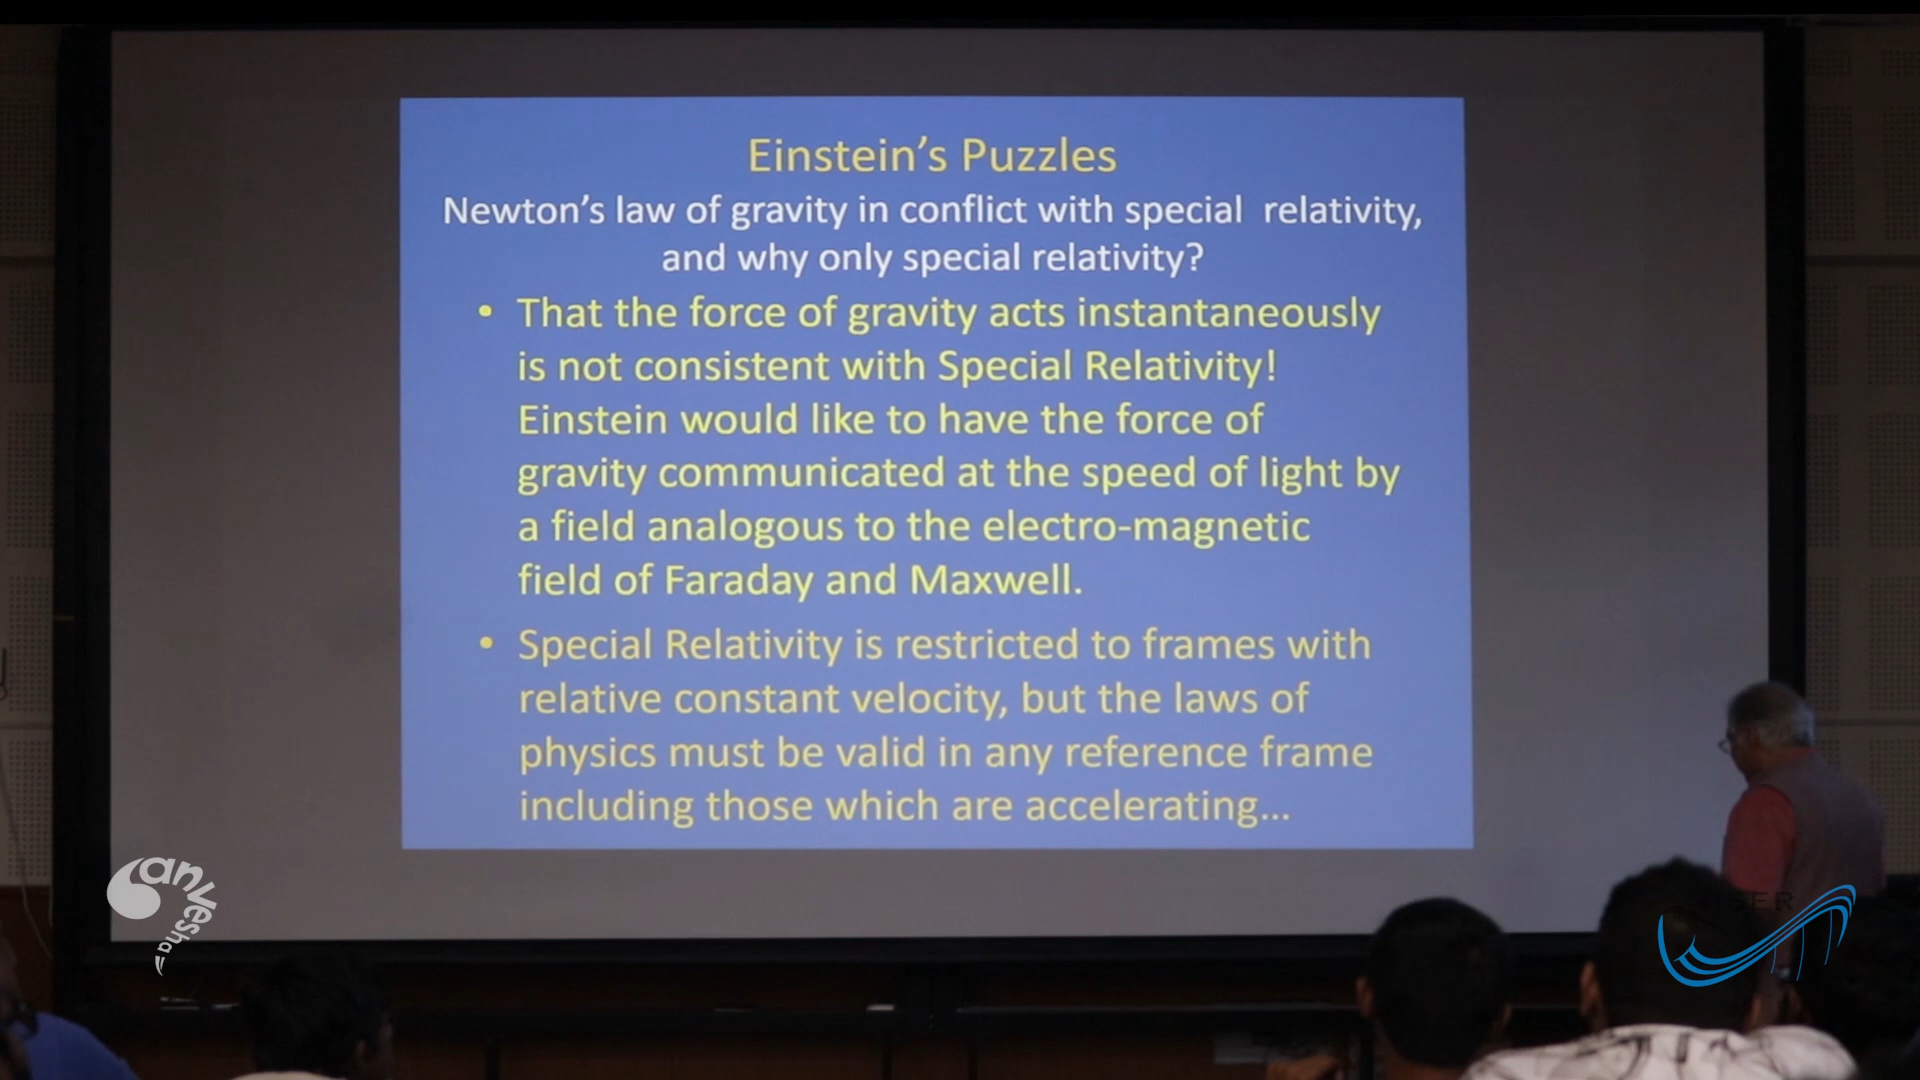 Einstein's Puzzles
Newton's law of gravity in conflict with special relativity,
and why only special relativity?
• That the force of gravity acts instantaneously
is not consistent with Special Relativity!
Einstein would like to have the force of
gravity communicated at the speed of light by
a field analogous to the electro-magnetic
field of Faraday and Maxwell.
• Special Relativity is restricted to frames with
relative constant velocity, but the laws of
physics must be valid in any reference frame
including those which are accelerating...
anvesha